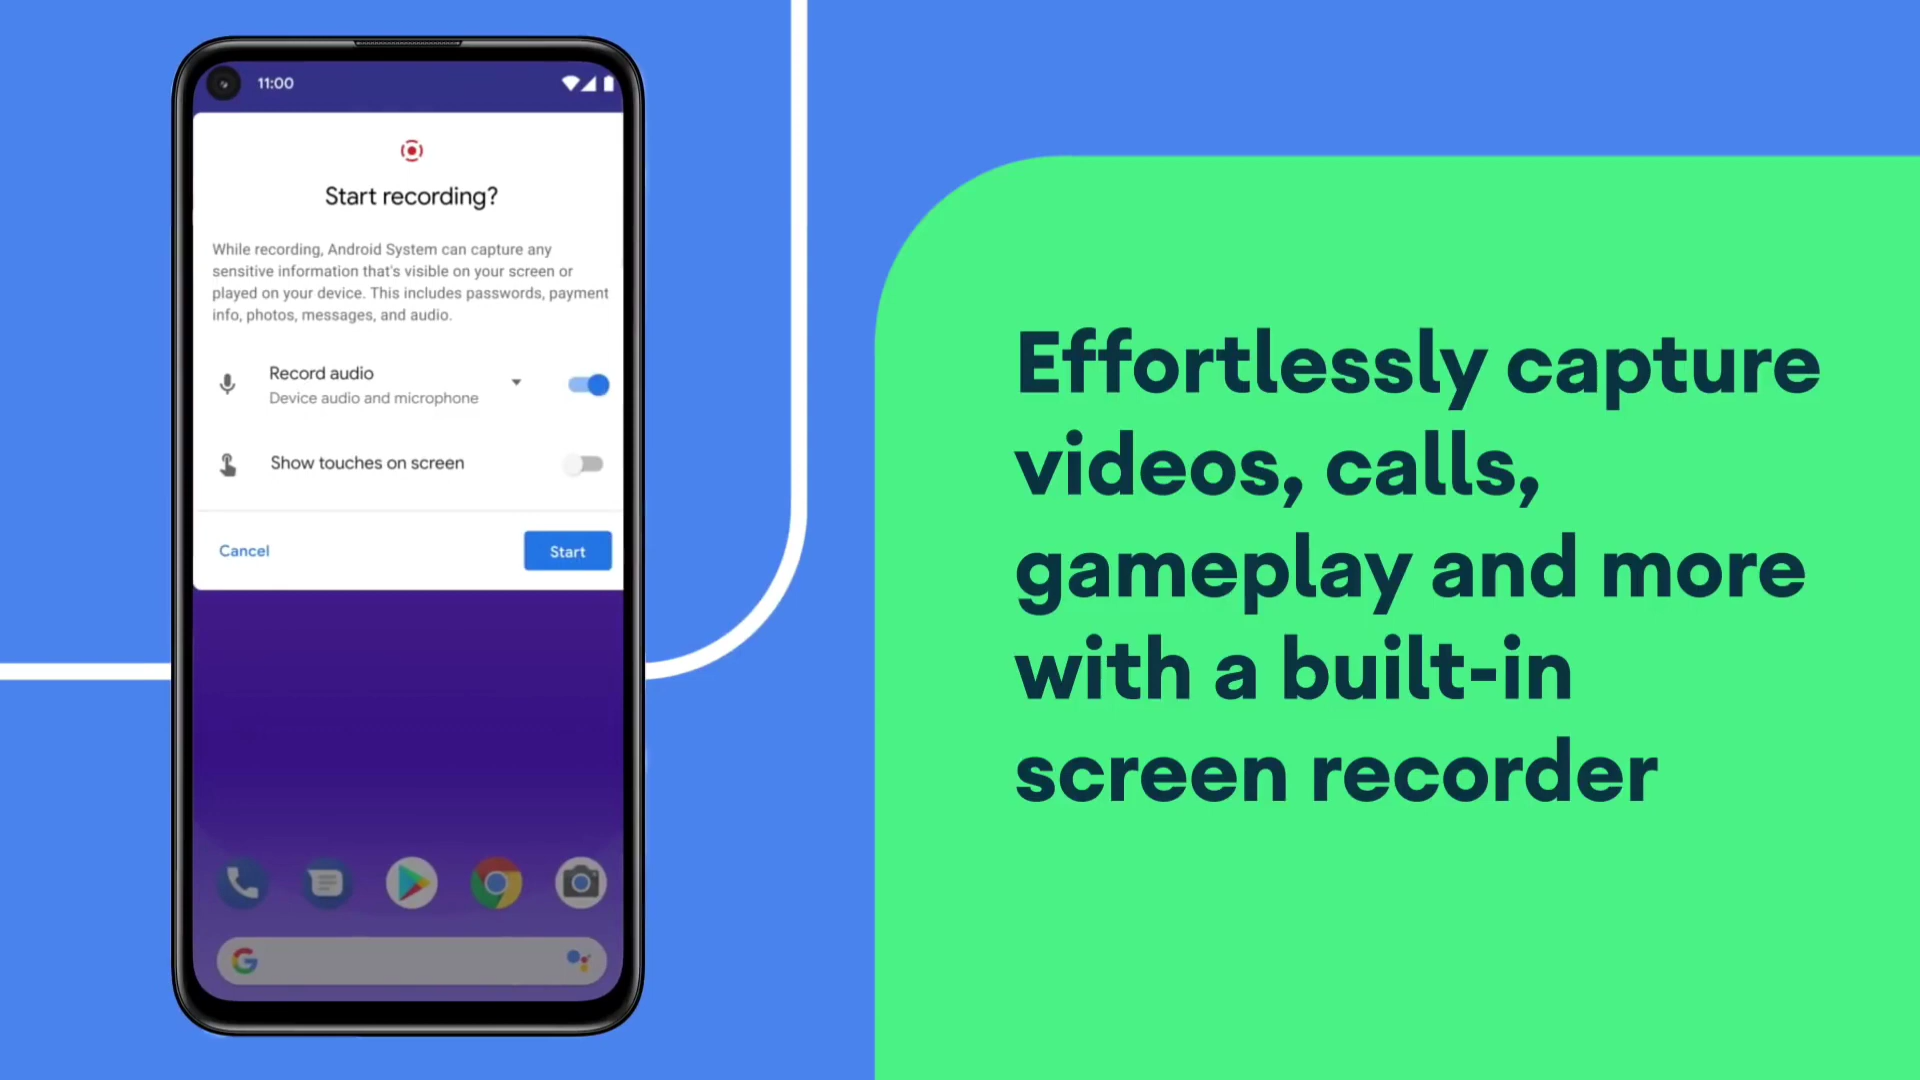 11:00
Start recording?
While recording, Android System can capture any
sensitive information that's visible on your screen or
played on your device. This includes passwords, payment
info, photos, messages, and audio.
Record audio
Device audio and microphone
Show touches on screen
Cancel
Start
Effortlessly capture
videos, calls,
gameplay and more
with a built-in
screen recorder